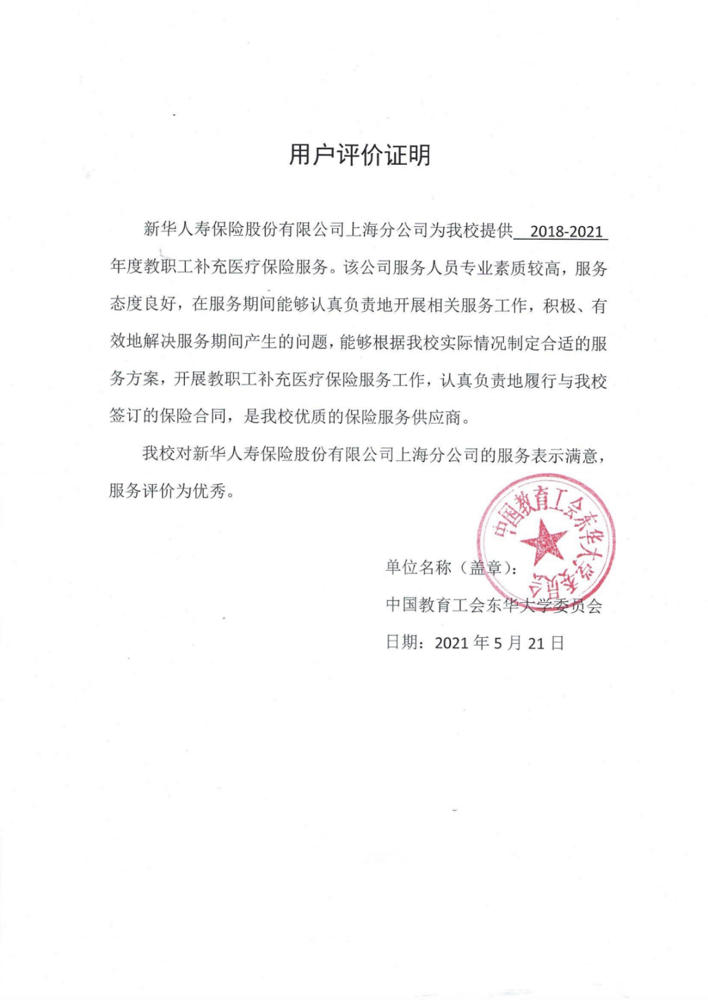 用户评价证明
新华人寿保险股份有限公司上海分公司为我校提供 2018-2021
年度教职工补充医疗保险服务。该公司服务人员专业素质较高，服务
态度良好，在服务期间能够认真负责地开展相关服务工作，积极、有
效地解决服务期间产生的问题，能够根据我校实际情况制定合适的服
务方案，开展教职工补充医疗保险服务工作，认真负责地履行与我校
签订的保险合同，是我校优质的保险服务供应商。
我校对新华人寿保险股份有限公司上海分公司的服务表示满意，
服务评价为优秀。
中国教育工会东华大学委员会
单位名称（盖章）：
中国教育工会东华大学委员会
日期：2021 年 5 月 21 日